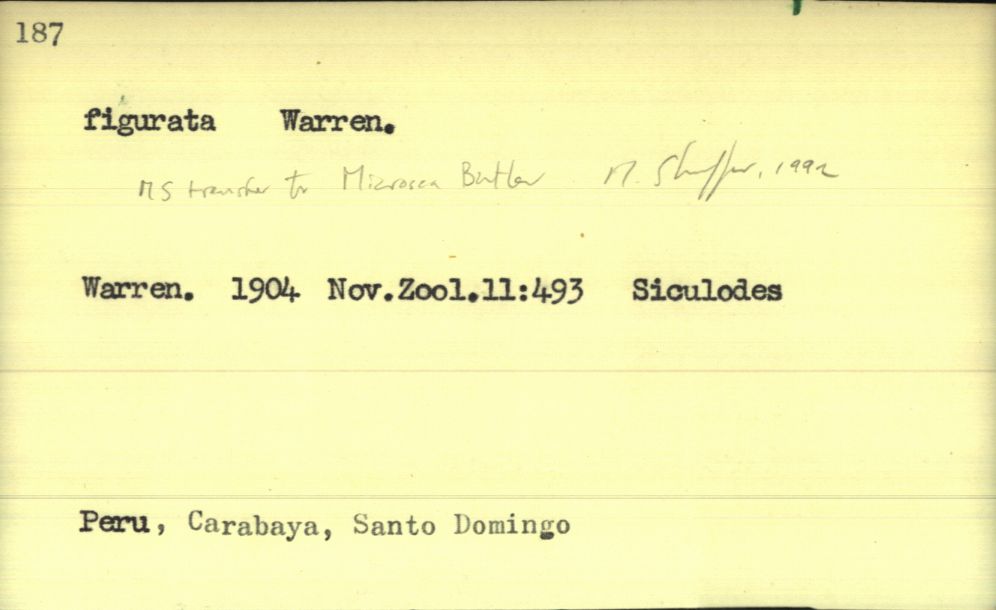 187
figurata Warren.
MS transfer to Microsca Butler M. Shaffer, 1992
Warren. 1904 Nov.Zool.11:493 Siculodes
Peru, Carabaya, Santo Domingo